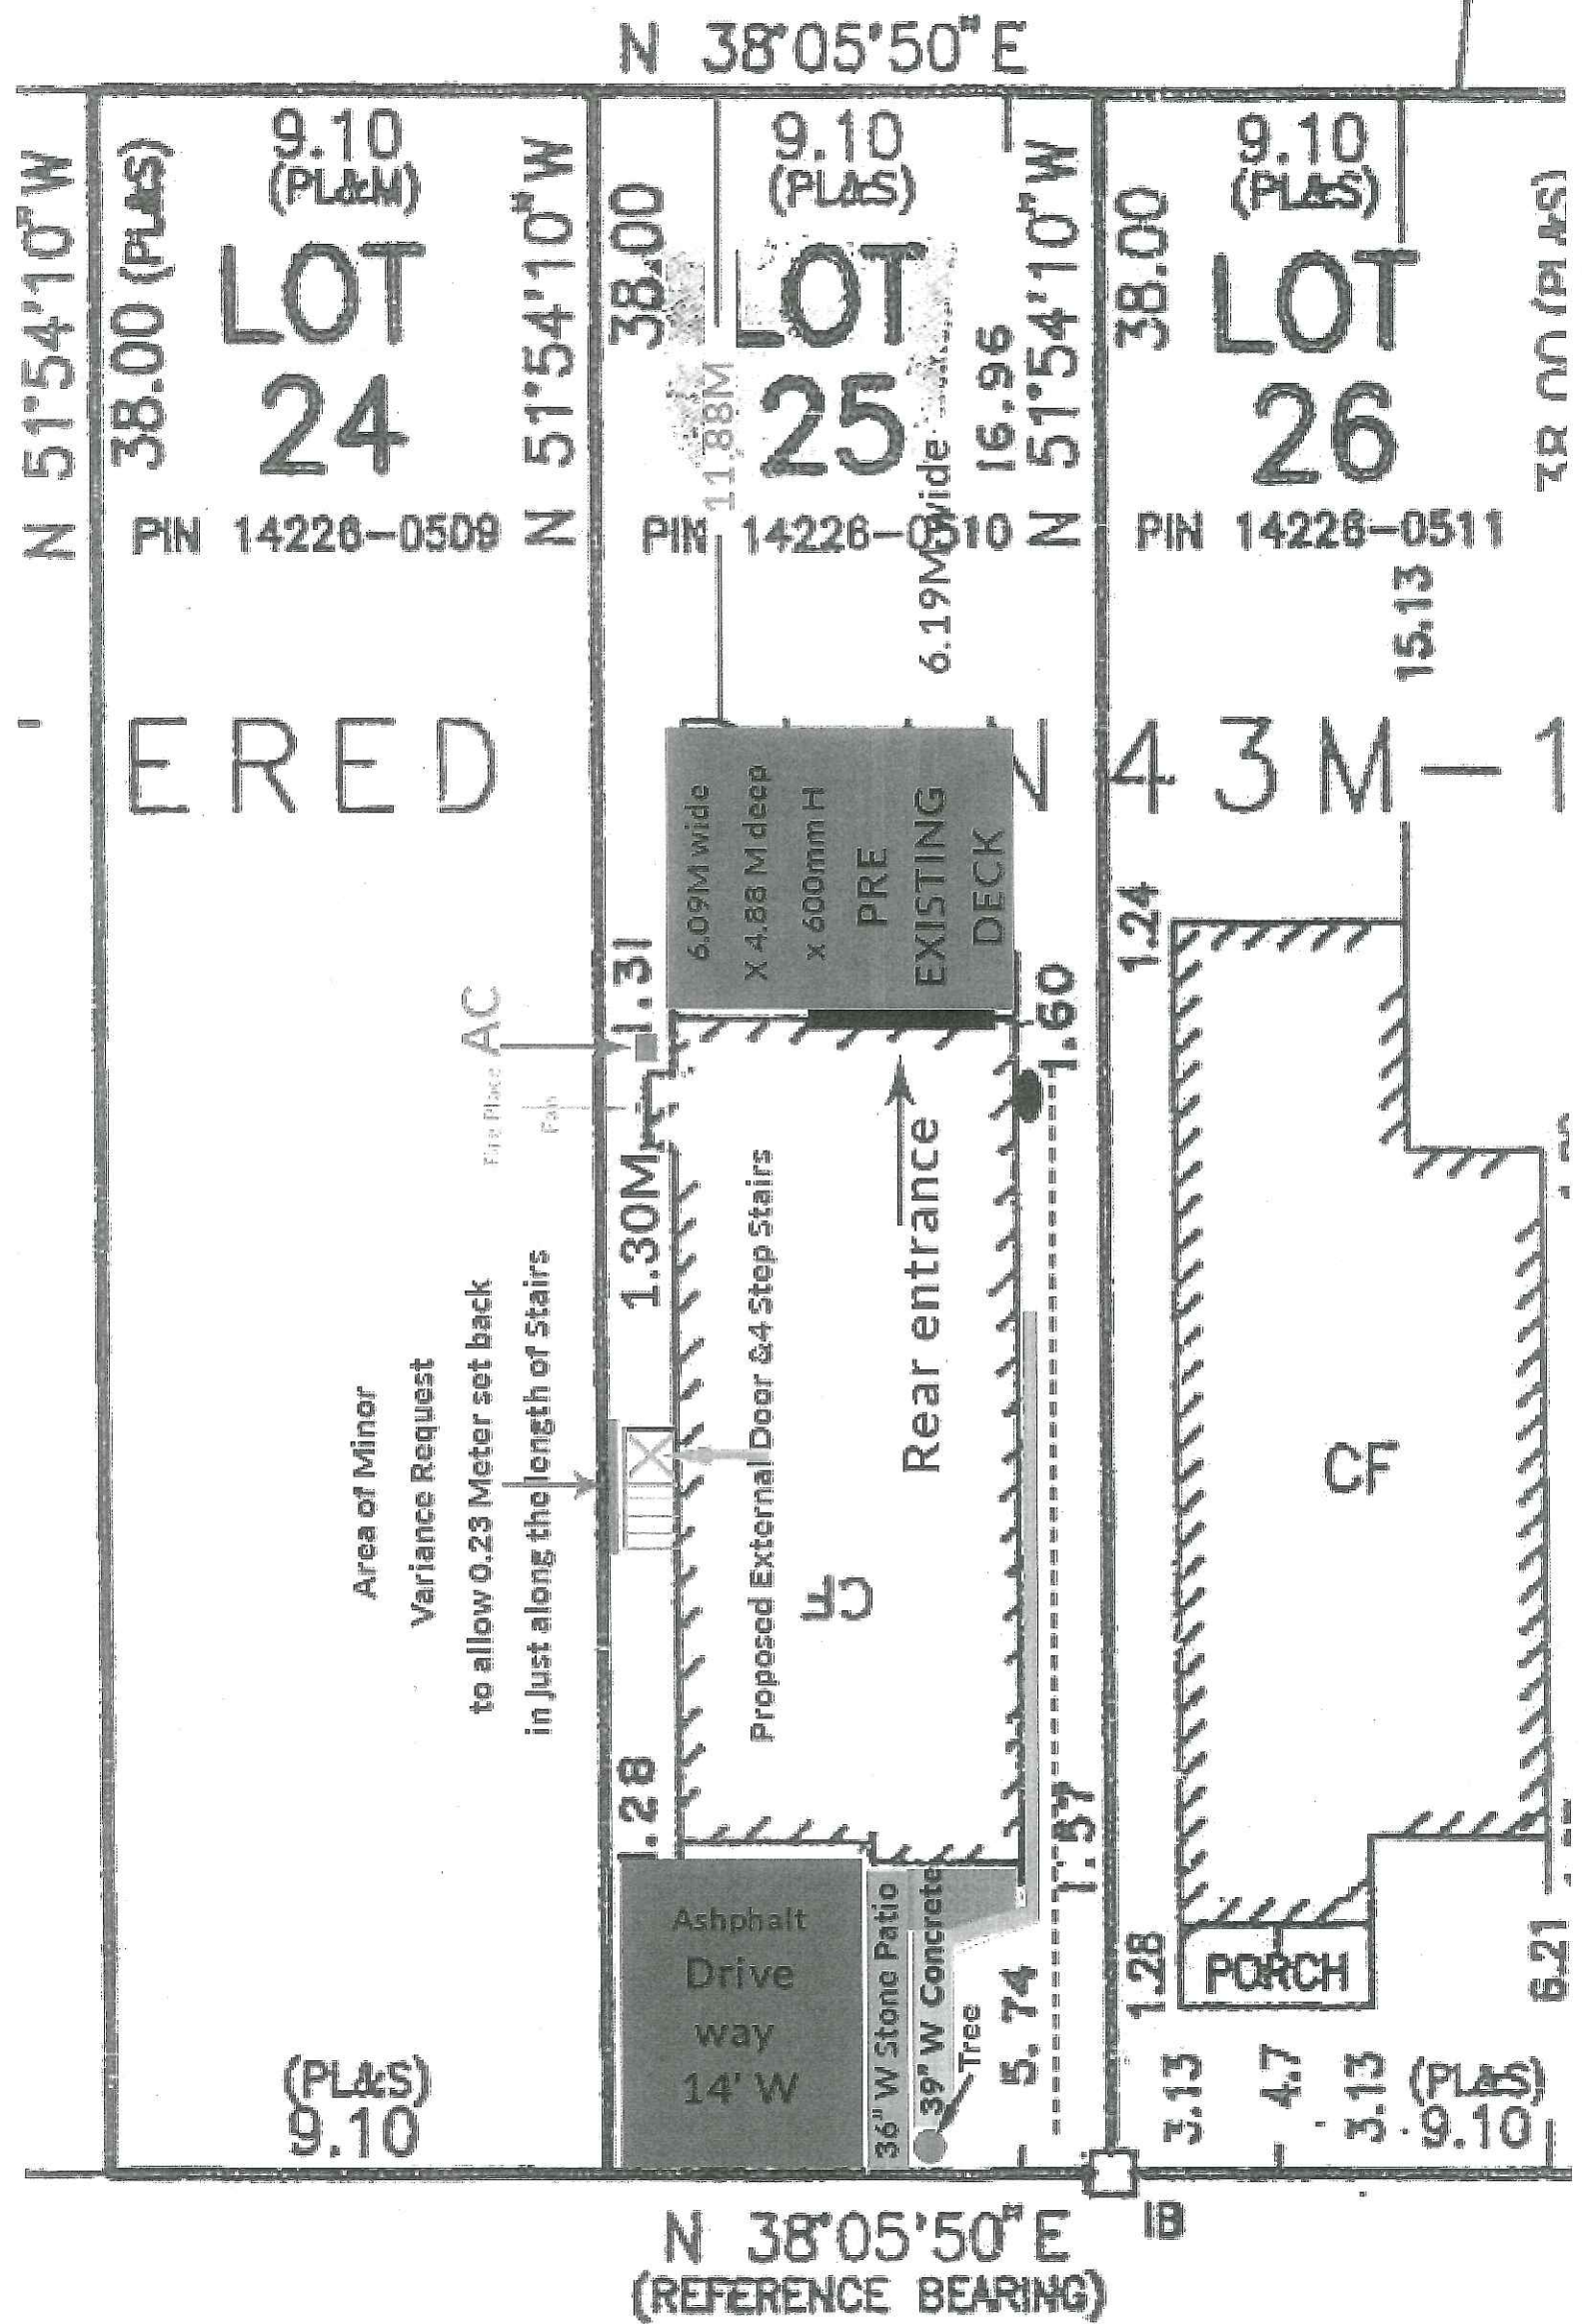 N 38°05'50"E
N 51°54'10"W
38.00 (PL&S)
9.10
(PL&M)
LOT
24
PIN 14226-0509
N 51°54'10"W
38.00
9.10
(PL&S)
LOT
25
PIN 14226-0510
11.88M
6.19M wide
16.96
N 51°54'10"W
38.00
9.10
(PL&S)
LOT
26
PIN 14226-0511
15.13
38.00 (PL&S)
ERED
N 43M-1
6.09M wide
X 4.88 M deep
x 600mm H
PRE
EXISTING
DECK
1.31
AC
Fire Place
1.30M
1.60
1.24
Rear entrance
Proposed External Door & 4 Step Stairs
Area of Minor
Variance Request
to allow 0.23 Meter set back
in just along the length of Stairs
CF
CF
1.28
1.57
Ashphalt
Drive
way
14' W
36" W Stone Patio
39" W Concrete
Tree
5.74
1.28
PORCH
6.21
3.13
4.7
3.13
(PL&S)
9.10
(PL&S)
9.10
IB
N 38°05'50"E
(REFERENCE BEARING)